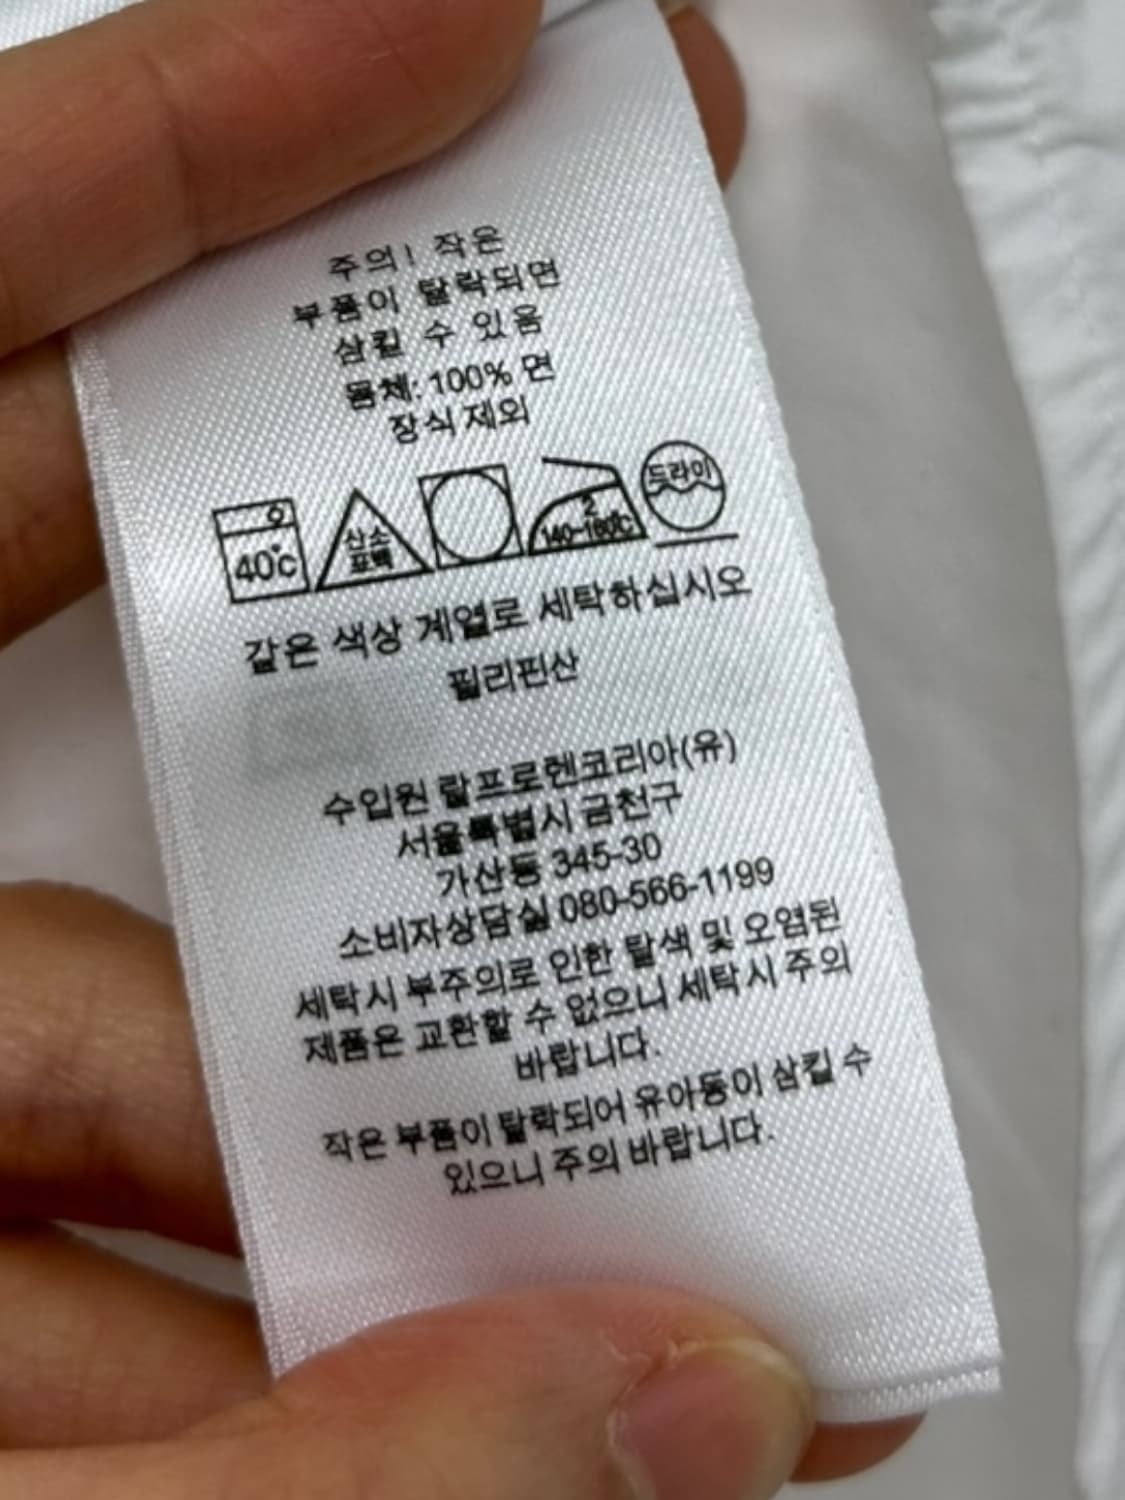 주의! 작은
부품이 탈락되면
삼킬 수 있음
몸체: 100% 면
장식제외
40°C
산소
표백
2
140~160°C
드라이
같은 색상 계열로 세탁하십시오
필리핀산
수입원 랄프로렌코리아(유)
서울특별시 금천구
가산동 345-30
소비자상담실 080-566-1199
세탁시 부주의로 인한 탈색 및 오염된
제품은 교환할 수 없으니 세탁시 주의
바랍니다.
작은 부품이 탈락되어 유아동이 삼킬 수
있으니 주의 바랍니다.